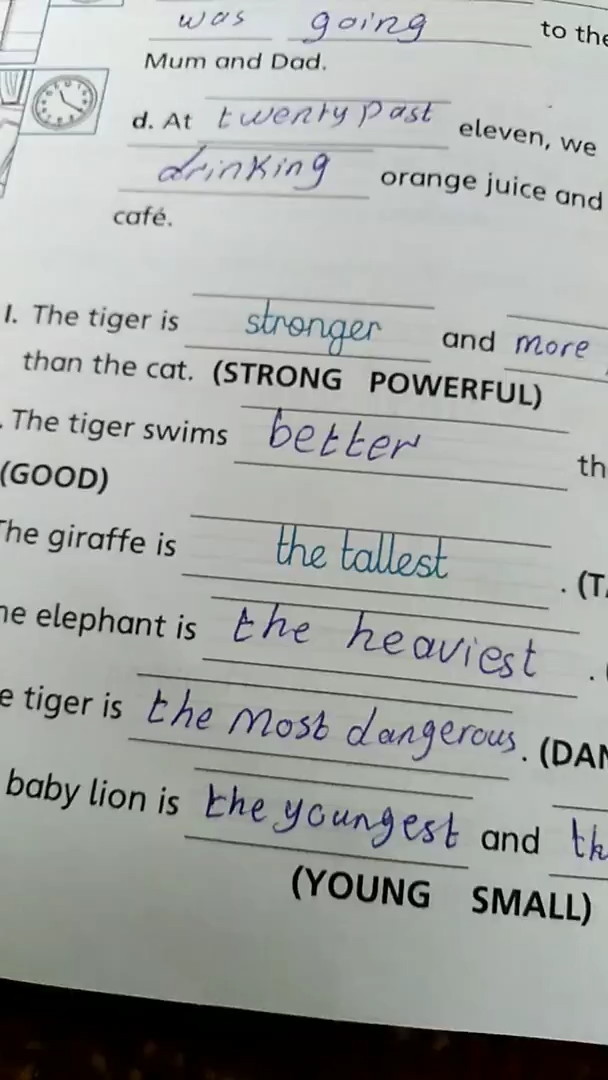 was going to the
Mum and Dad.
d. At twenty past eleven, we
drinking orange juice and
café.
1. The tiger is stronger and more
than the cat. (STRONG POWERFUL)
. The tiger swims better th
(GOOD)
The giraffe is the tallest . (TA
he elephant is the heaviest . (
e tiger is the most dangerous. (DAN
baby lion is the youngest and th
(YOUNG SMALL)